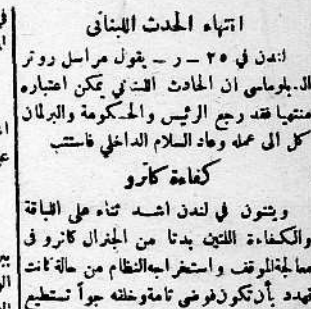 انتهاء الحدث اللبناني
لندن في ٢٥ – ر – يقول مراسل روتر
الدبلوماسي ان الحادث اللبناني يمكن اعتباره
منتهيا فقد رجع الرئيس والحكومة والبرلمان
كل الى عمله وعاد السلام الداخلي فاستتب
كفاءة كاترو
ويثنون في لندن اشد ثناء على اللباقة
والكفاءة اللتين بدتا من الجنرال كاترو في
معالجة الموقف واستخراجه النظام من حالة كانت
تهدد بأن تكون فوضى تامة وخلقه جواً تستطيع